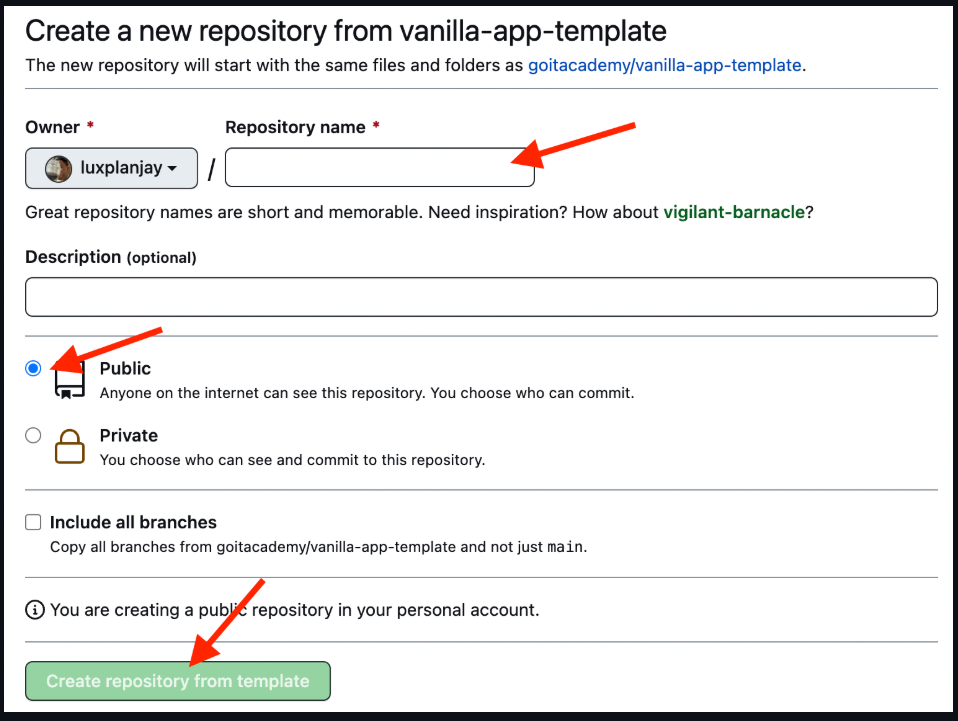 Create a new repository from vanilla-app-template
The new repository will start with the same files and folders as goitacademy/vanilla-app-template.
Owner * Repository name *
luxplanjay /
Great repository names are short and memorable. Need inspiration? How about vigilant-barnacle?
Description (optional)
Public
Anyone on the internet can see this repository. You choose who can commit.
Private
You choose who can see and commit to this repository.
Include all branches
Copy all branches from goitacademy/vanilla-app-template and not just main.
You are creating a public repository in your personal account.
Create repository from template